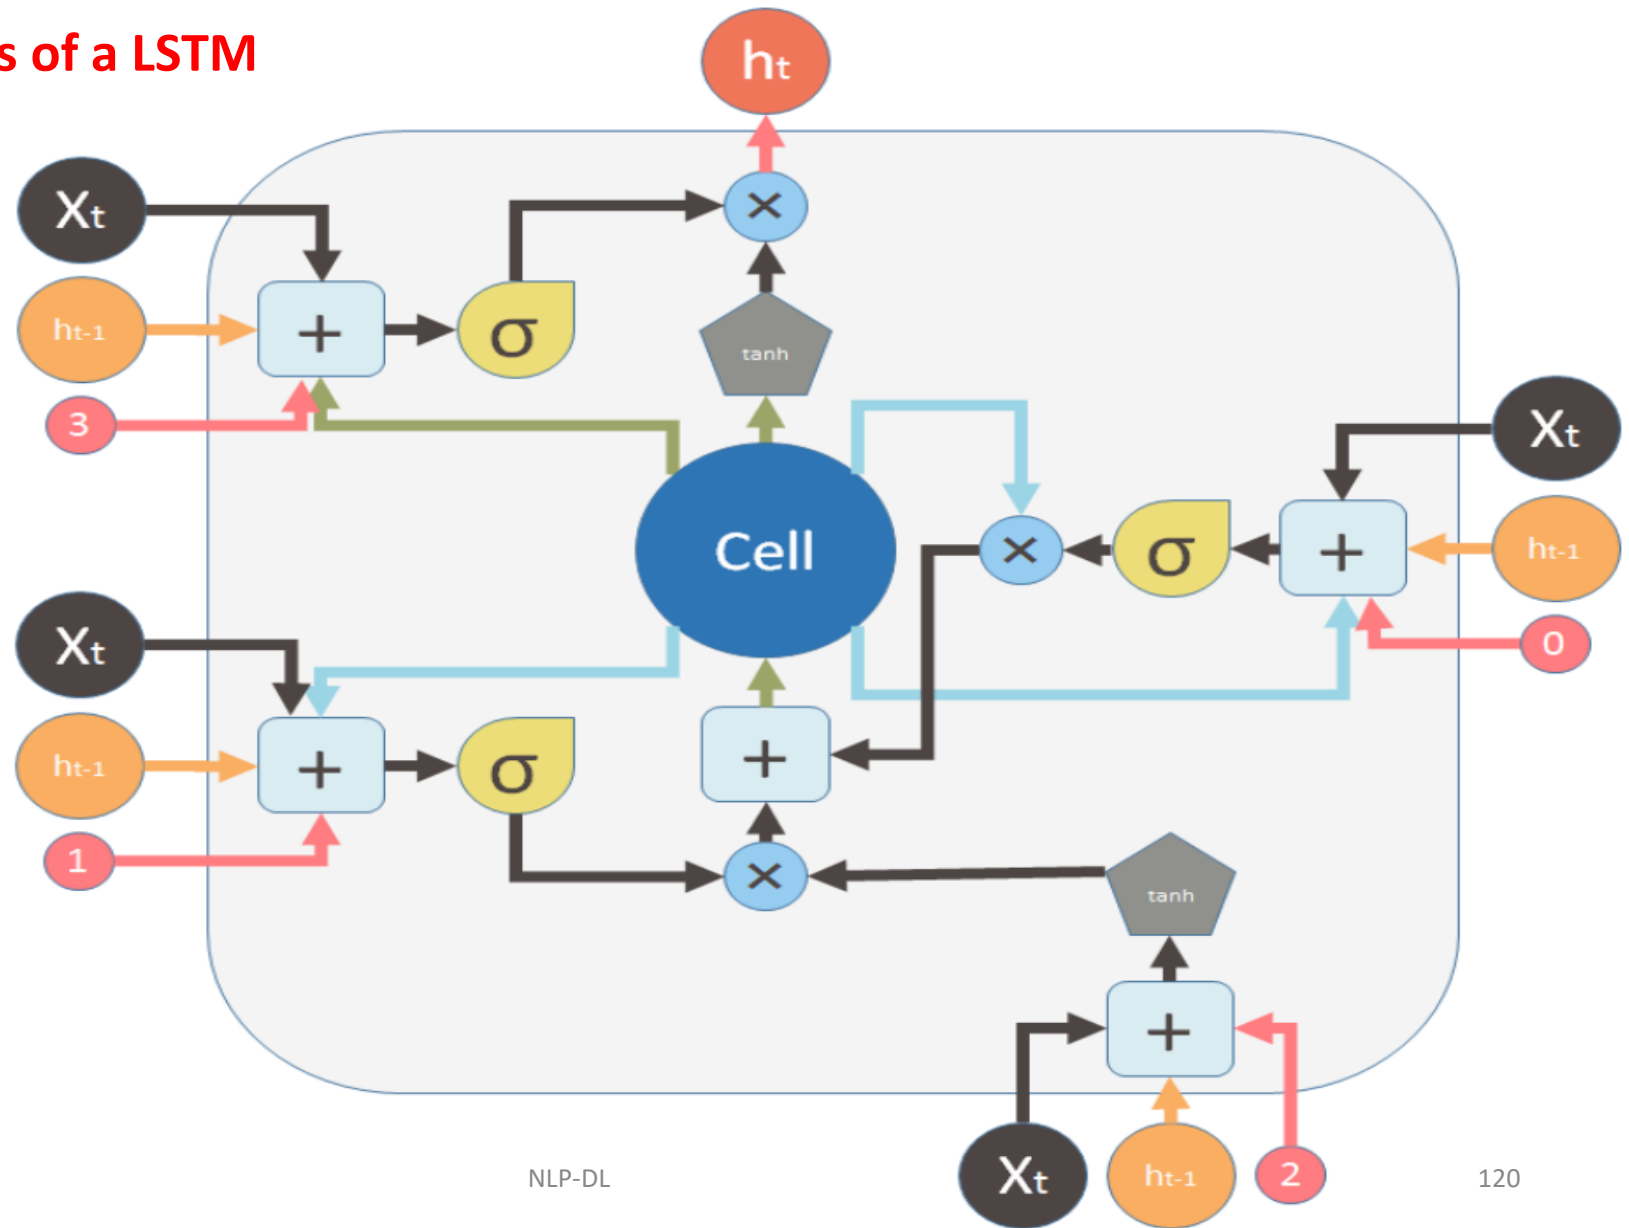 s of a LSTM
ht
Xt
×
ht-1
+
σ
tanh
3
Xt
Cell
×
σ
+
ht-1
Xt
0
ht-1
+
σ
+
1
×
tanh
+
Xt
ht-1
2
NLP-DL
120